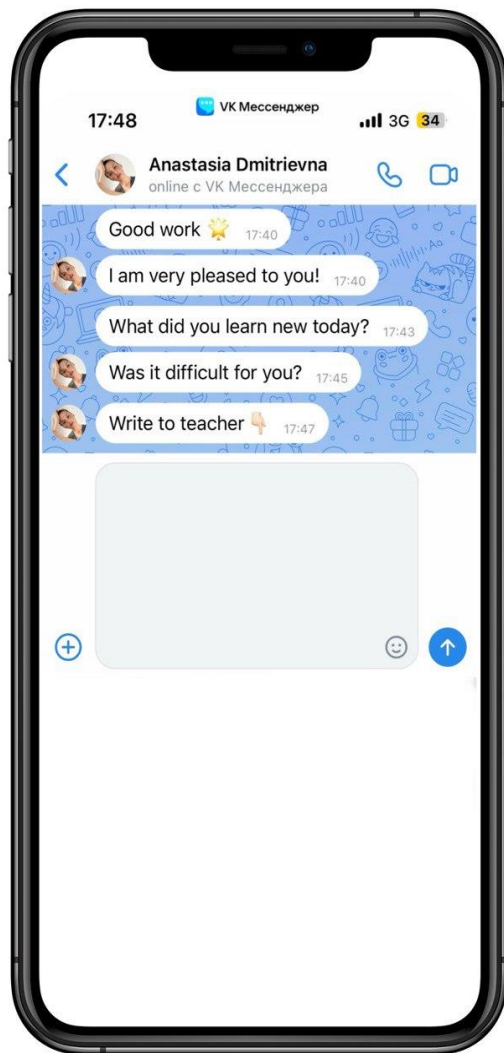 VK Мессенджер
17:48
3G 34
Anastasia Dmitrievna
online с VK Мессенджера
Good work 🌟 17:40
I am very pleased to you! 17:40
What did you learn new today? 17:43
Was it difficult for you? 17:45
Write to teacher 👇🏻 17:47